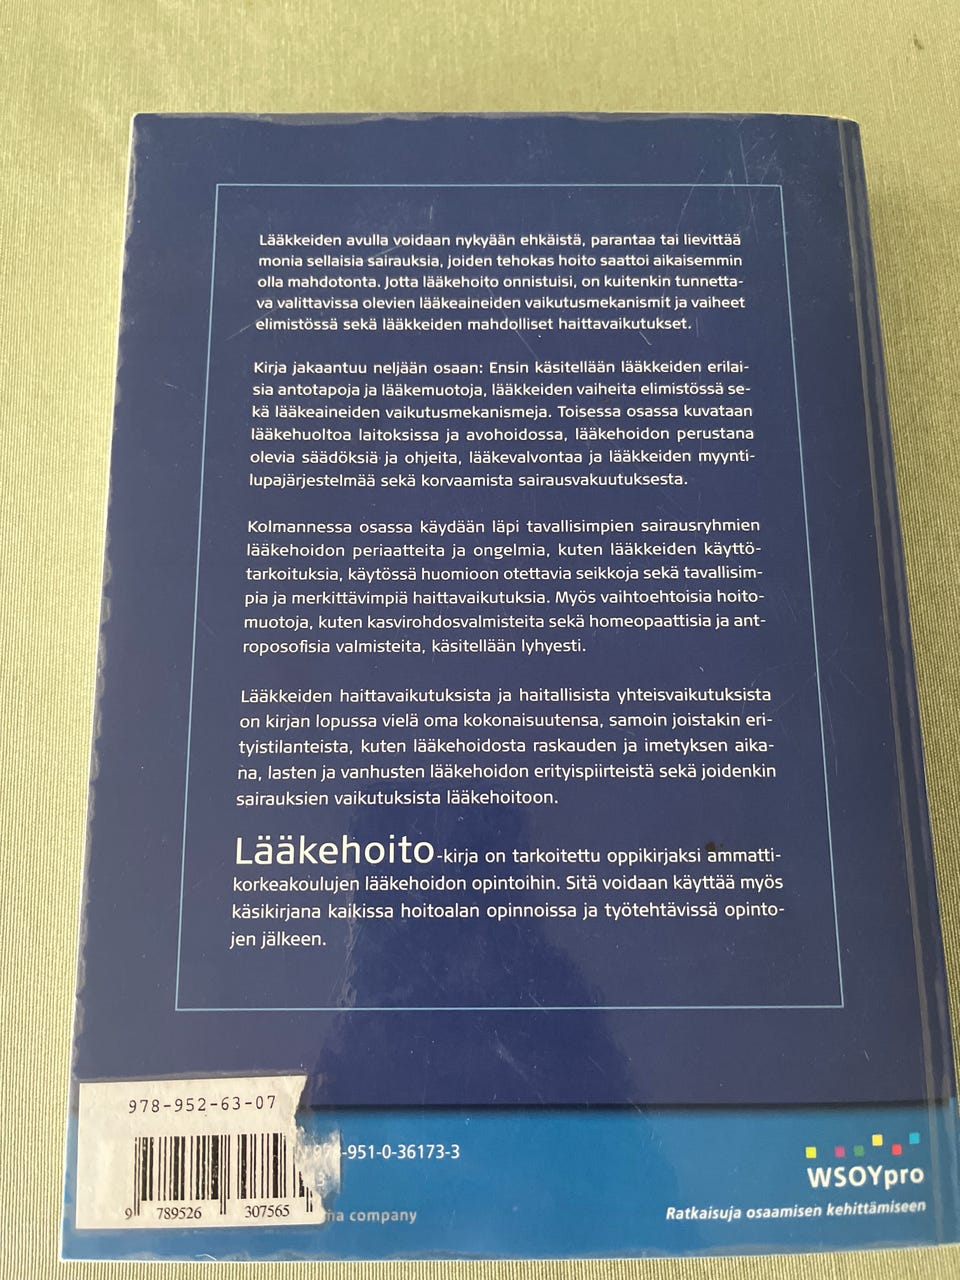 Lääkkeiden avulla voidaan nykyään ehkäistä, parantaa tai lievittää
monia sellaisia sairauksia, joiden tehokas hoito saattoi aikaisemmin
olla mahdotonta. Jotta lääkehoito onnistuisi, on kuitenkin tunnetta-
va valittavissa olevien lääkeaineiden vaikutusmekanismit ja vaiheet
elimistössä sekä lääkkeiden mahdolliset haittavaikutukset.
Kirja jakaantuu neljään osaan: Ensin käsitellään lääkkeiden erilai-
sia antotapoja ja lääkemuotoja, lääkkeiden vaiheita elimistössä se-
kä lääkeaineiden vaikutusmekanismeja. Toisessa osassa kuvataan
lääkehuoltoa laitoksissa ja avohoidossa, lääkehoidon perustana
olevia säädöksiä ja ohjeita, lääkevalvontaa ja lääkkeiden myynti-
lupajärjestelmää sekä korvaamista sairausvakuutuksesta.
Kolmannessa osassa käydään läpi tavallisimpien sairausryhmien
lääkehoidon periaatteita ja ongelmia, kuten lääkkeiden käyttö-
tarkoituksia, käytössä huomioon otettavia seikkoja sekä tavallisim-
pia ja merkittävimpiä haittavaikutuksia. Myös vaihtoehtoisia hoito-
muotoja, kuten kasvirohdosvalmisteita sekä homeopaattisia ja ant-
roposofisia valmisteita, käsitellään lyhyesti.
Lääkkeiden haittavaikutuksista ja haitallisista yhteisvaikutuksista
on kirjan lopussa vielä oma kokonaisuutensa, samoin joistakin eri-
tyistilanteista, kuten lääkehoidosta raskauden ja imetyksen aika-
na, lasten ja vanhusten lääkehoidon erityispiirteistä sekä joidenkin
sairauksien vaikutuksista lääkehoitoon.
Lääkehoito-kirja on tarkoitettu oppikirjaksi ammatti-
korkeakoulujen lääkehoidon opintoihin. Sitä voidaan käyttää myös
käsikirjana kaikissa hoitoalan opinnoissa ja työtehtävissä opinto-
jen jälkeen.
978-952-63-07
978-951-0-36173-3
9 789526 307565
company
WSOYpro
Ratkaisuja osaamisen kehittämiseen